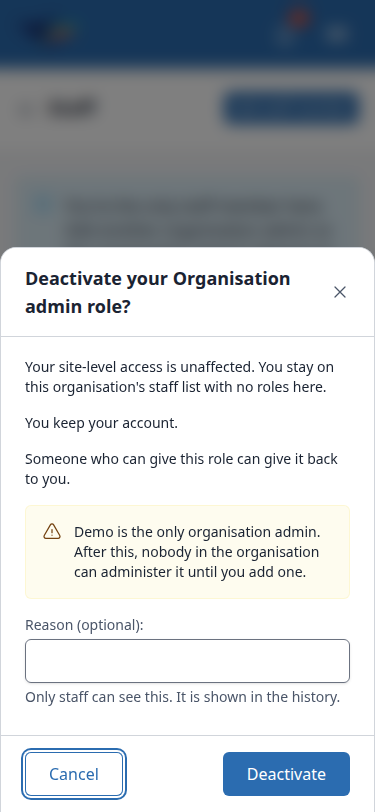 Staff
Deactivate your Organisation
admin role?
Your site-level access is unaffected. You stay on
this organisation's staff list with no roles here.
You keep your account.
Someone who can give this role can give it back
to you.
Demo is the only organisation admin.
After this, nobody in the organisation
can administer it until you add one.
Reason (optional):
Only staff can see this. It is shown in the history.
Cancel
Deactivate